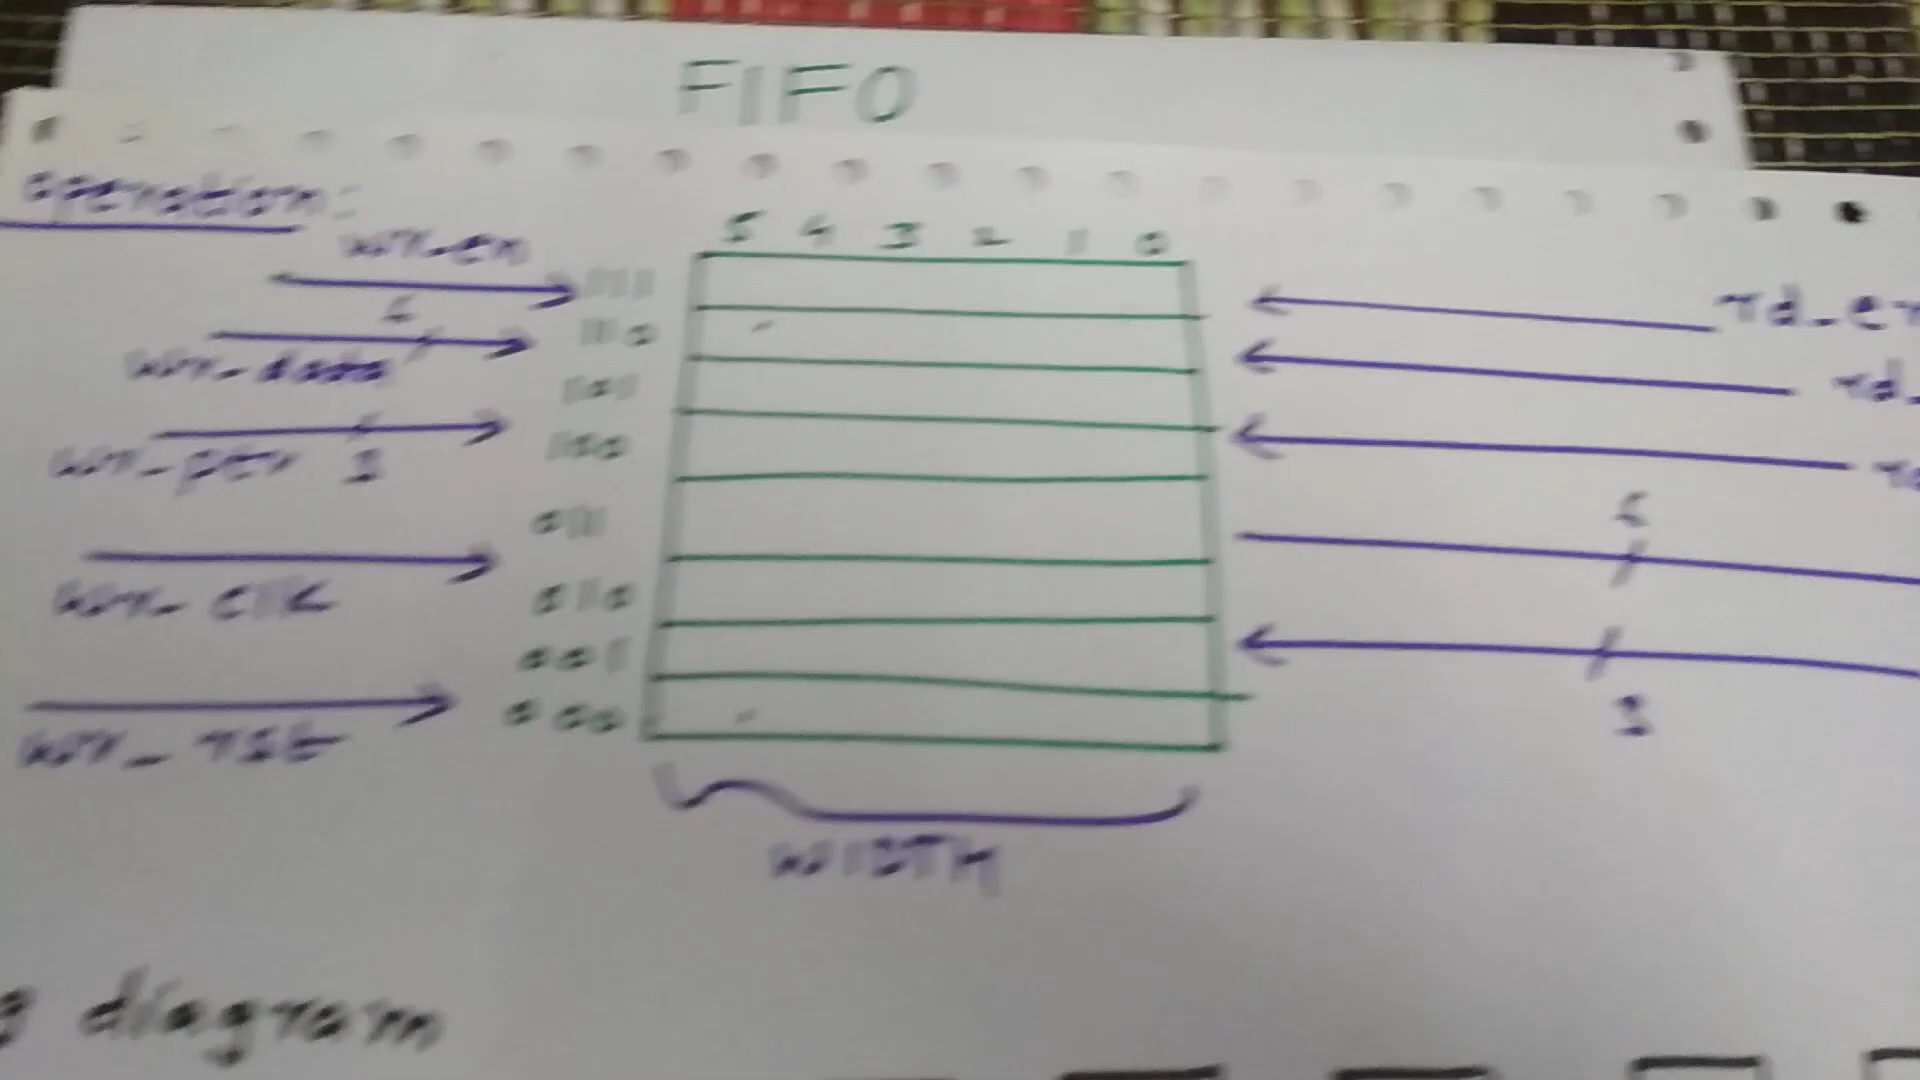 FIFO
operation:
wr_en
5 4 3 2 1 0
111
rd_en
6
110
wr_data
101
rd_
100
wr_ptr 3
6
011
wr_clk
010
001
000
3
wr_rst
WIDTH
diagram